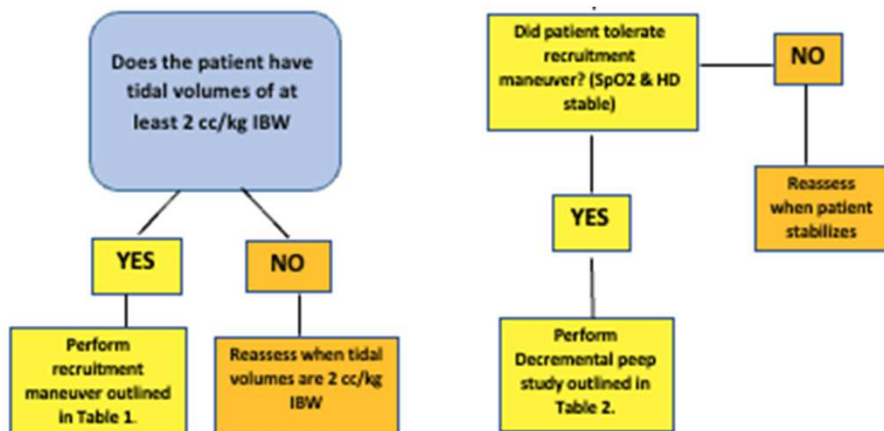 Does the patient have
tidal volumes of at
least 2 cc/kg IBW
YES
NO
Perform
recruitment
maneuver outlined
in Table 1.
Reassess when tidal
volumes are 2 cc/kg
IBW
Did patient tolerate
recruitment
maneuver? (SpO2 & HD
stable)
NO
YES
Reassess
when patient
stabilizes
Perform
Decremental peep
study outlined in
Table 2.